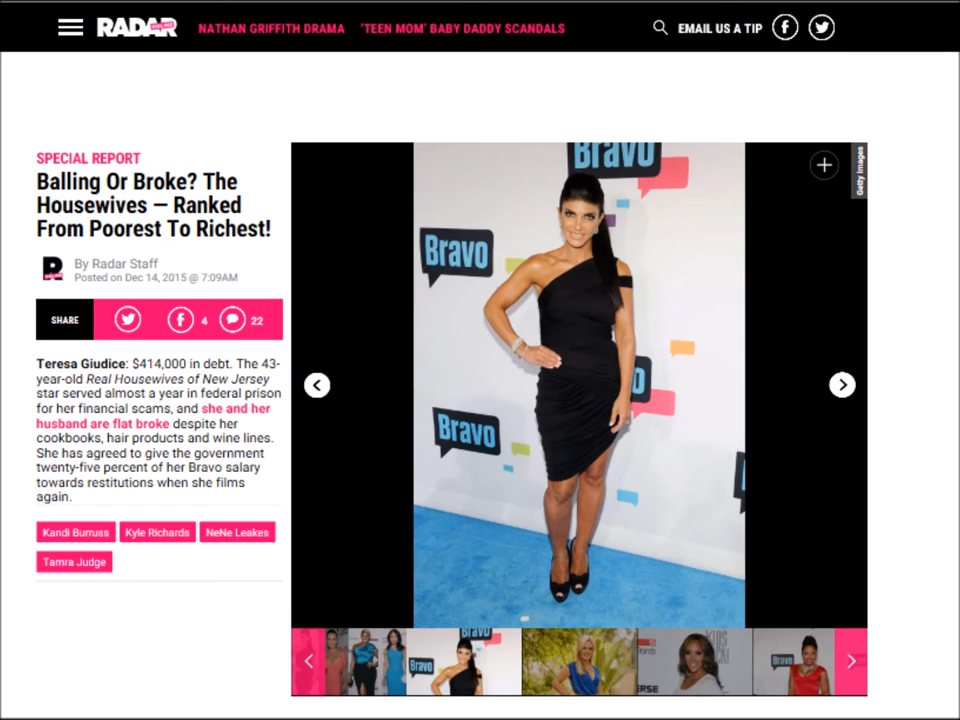 RADAR ONLINE NATHAN GRIFFITH DRAMA 'TEEN MOM' BABY DADDY SCANDALS EMAIL US A TIP
SPECIAL REPORT
Balling Or Broke? The
Housewives — Ranked
From Poorest To Richest!
By Radar Staff
Posted on Dec 14, 2015 @ 7:09AM
SHARE 4 22
Teresa Giudice: $414,000 in debt. The 43-
year-old Real Housewives of New Jersey
star served almost a year in federal prison
for her financial scams, and she and her
husband are flat broke despite her
cookbooks, hair products and wine lines.
She has agreed to give the government
twenty-five percent of her Bravo salary
towards restitutions when she films
again.
Kandi Burruss Kyle Richards NeNe Leakes
Tamra Judge
Bravo
Getty Images
Bravo
Bravo
Bravo
Bravo
Bravo